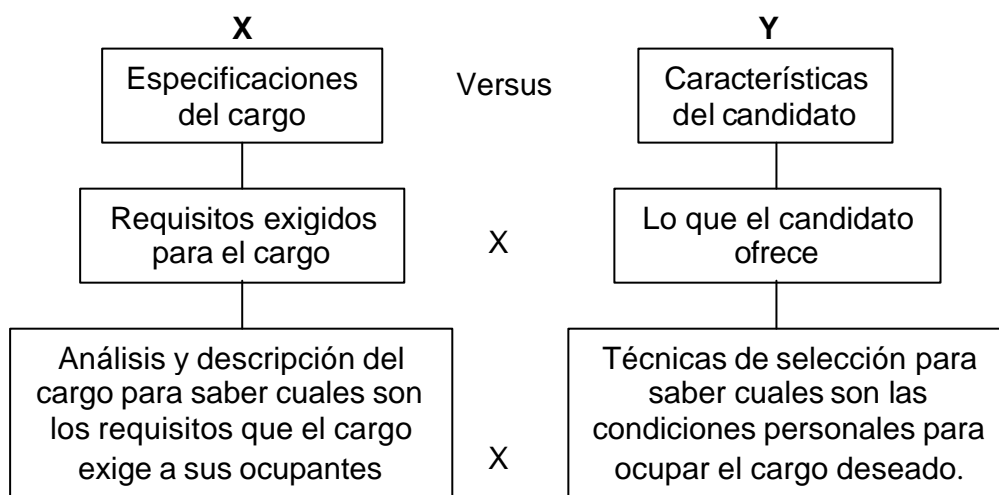 X
Y
Especificaciones
del cargo
Versus
Características
del candidato
Requisitos exigidos
para el cargo
X
Lo que el candidato
ofrece
Análisis y descripción del
cargo para saber cuales son
los requisitos que el cargo
exige a sus ocupantes
X
Técnicas de selección para
saber cuales son las
condiciones personales para
ocupar el cargo deseado.